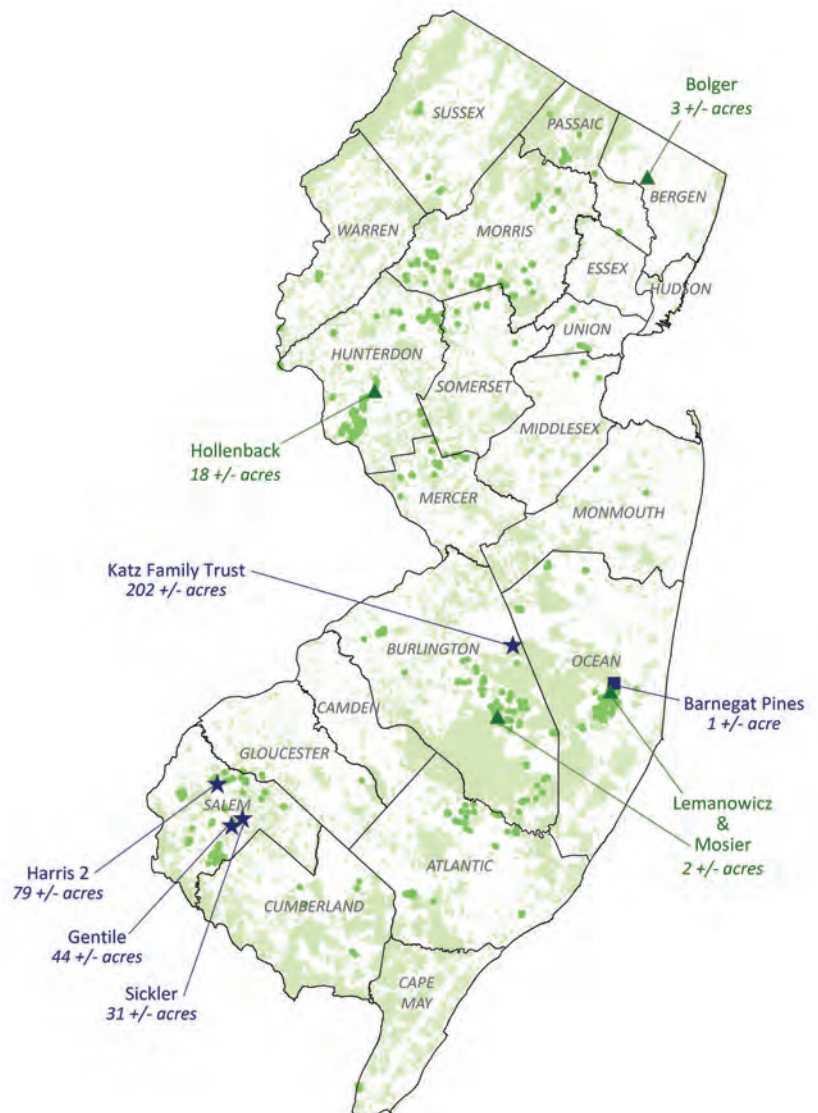 Bolger
3 +/- acres
SUSSEX
PASSAIC
BERGEN
WARREN
MORRIS
ESSEX
HUDSON
UNION
HUNTERDON
SOMERSET
MIDDLESEX
Hollenback
18 +/- acres
MERCER
MONMOUTH
Katz Family Trust
202 +/- acres
BURLINGTON
OCEAN
Barnegat Pines
1 +/- acre
CAMDEN
GLOUCESTER
SALEM
Lemanowicz
&
Mosier
2 +/- acres
ATLANTIC
Harris 2
79 +/- acres
CUMBERLAND
Gentile
44 +/- acres
Sickler
31 +/- acres
CAPE
MAY